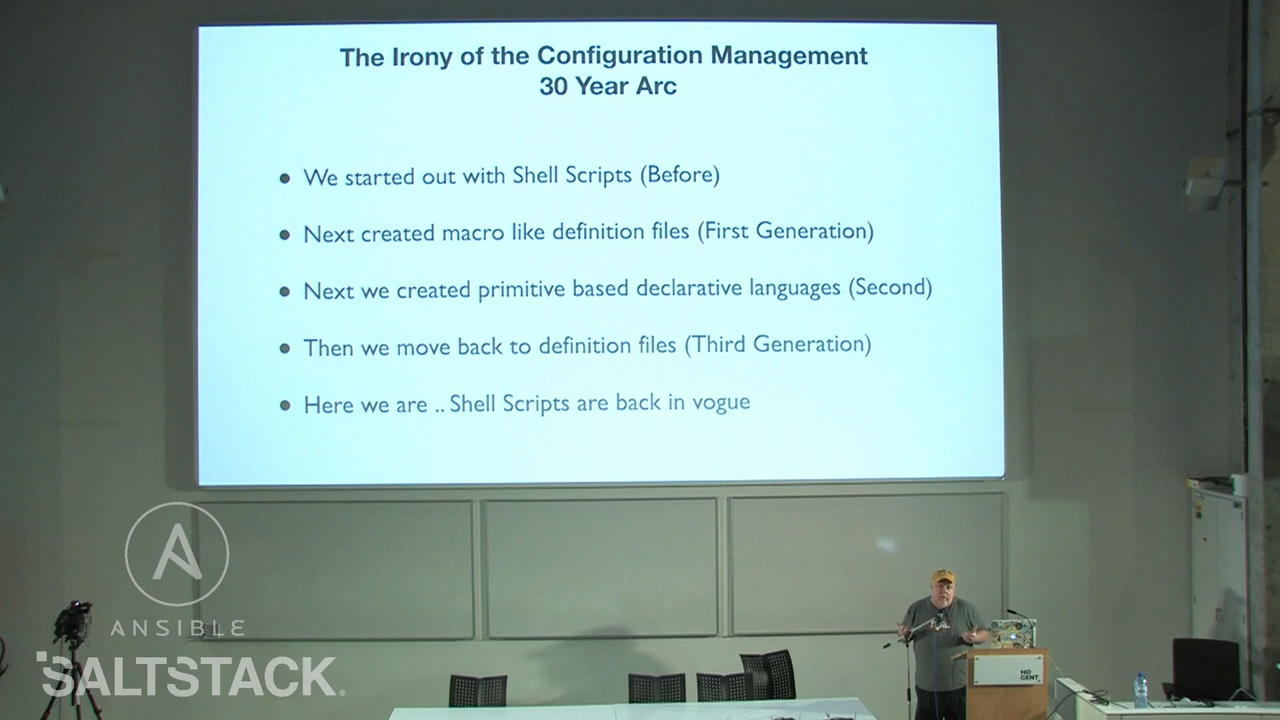 The Irony of the Configuration Management
30 Year Arc
We started out with Shell Scripts (Before)
Next created macro like definition files (First Generation)
Next we created primitive based declarative languages (Second)
Then we move back to definition files (Third Generation)
Here we are .. Shell Scripts are back in vogue
ANSIBLE
SALTSTACK.
HO
GENT